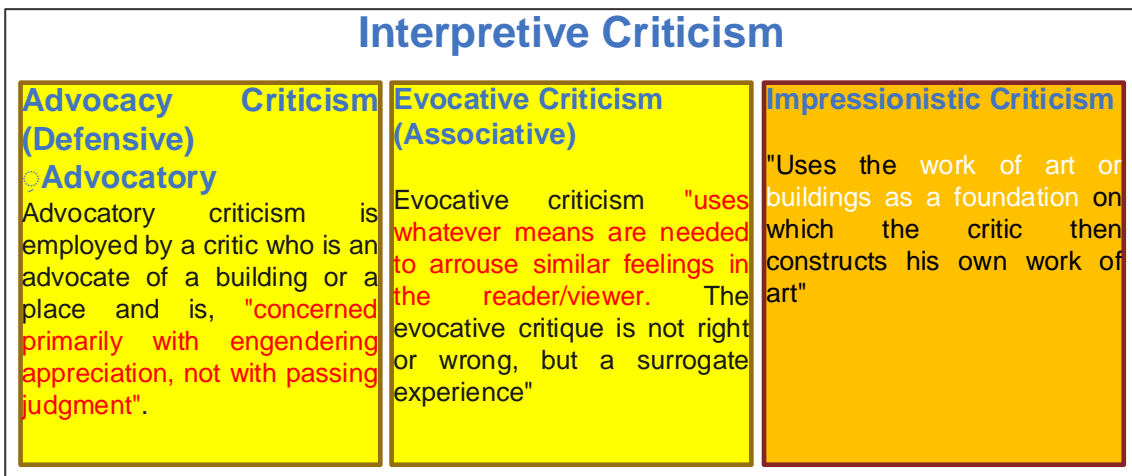 Interpretive Criticism
Advocacy Criticism
(Defensive)
़Advocatory
Advocatory criticism is
employed by a critic who is an
advocate of a building or a
place and is, "concerned
primarily with engendering
appreciation, not with passing
judgment".
Evocative Criticism
(Associative)
Evocative criticism "uses
whatever means are needed
to arrouse similar feelings in
the reader/viewer. The
evocative critique is not right
or wrong, but a surrogate
experience"
Impressionistic Criticism
"Uses the work of art or
buildings as a foundation on
which the critic then
constructs his own work of
art"